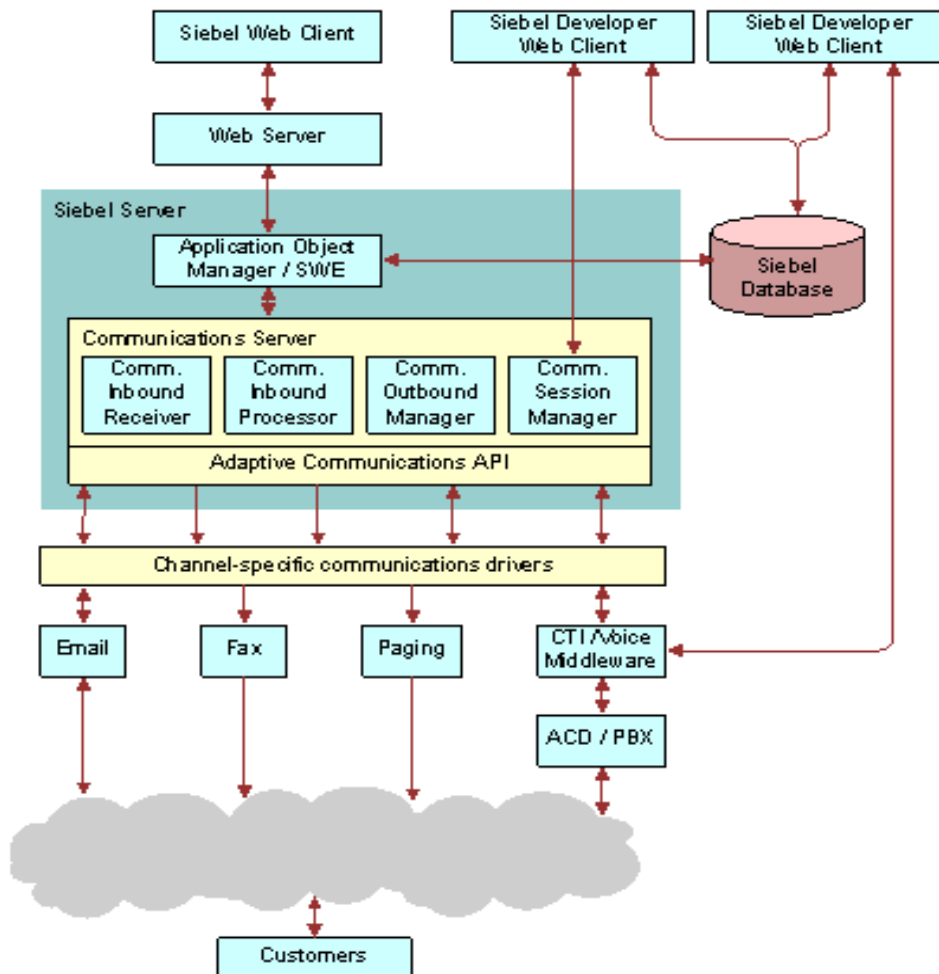 Siebel Web Client
Siebel Developer
Web Client
Siebel Developer
Web Client
Web Server
Siebel Server
Application Object
Manager / SWE
Siebel
Database
Communications Server
Comm.
Inbound
Receiver
Comm.
Inbound
Processor
Comm.
Outbound
Manager
Comm.
Session
Manager
Adaptive Communications API
Channel-specific communications drivers
Email
Fax
Paging
CTI /Voice
Middleware
ACD / PBX
Customers